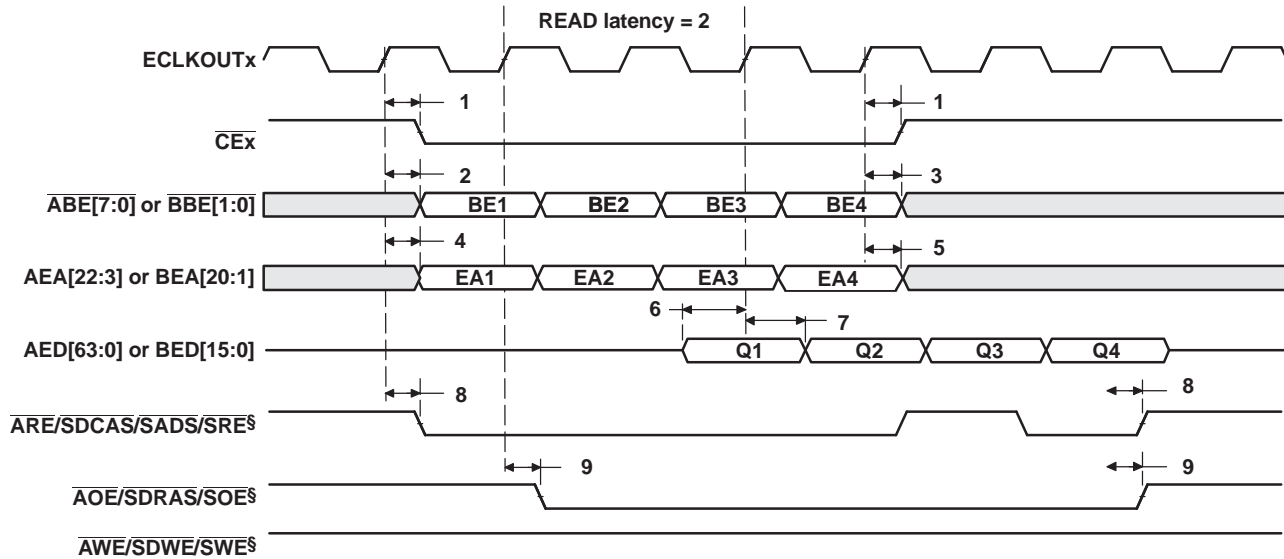 READ latency = 2
ECLKOUTx
1 1
CEx
2 3
ABE[7:0] or BBE[1:0] BE1 BE2 BE3 BE4
4 5
AEA[22:3] or BEA[20:1] EA1 EA2 EA3 EA4
6 7
AED[63:0] or BED[15:0] Q1 Q2 Q3 Q4
8 8
ARE/SDCAS/SADS/SRE§
9 9
AOE/SDRAS/SOE§
AWE/SDWE/SWE§